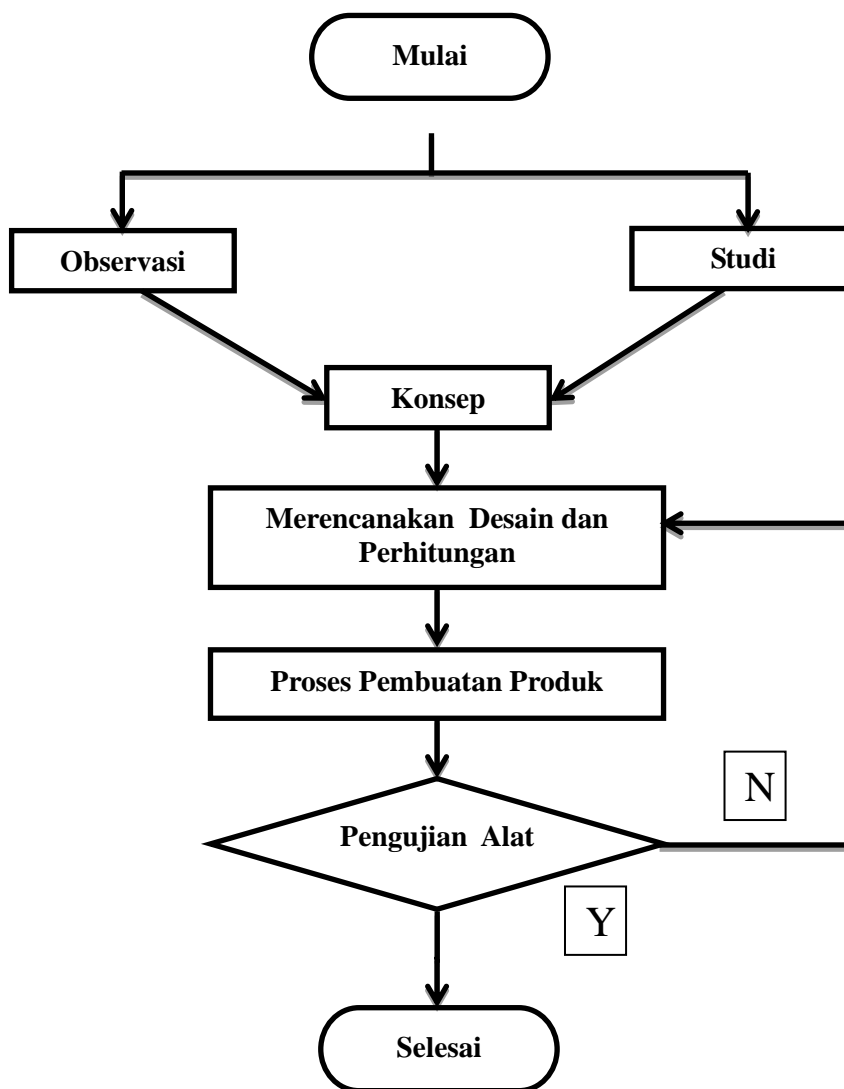 Mulai
Observasi
Studi
Konsep
Merencanakan Desain dan
Perhitungan
Proses Pembuatan Produk
N
Pengujian Alat
Y
Selesai